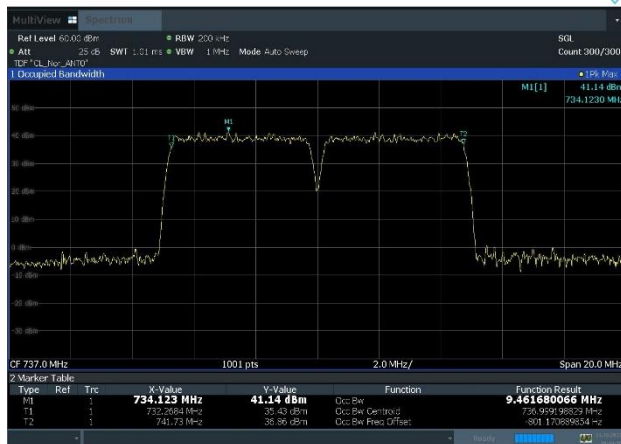 MultiView Spectrum
Ref Level 60.00 dBm RBW 200 kHz SGL
Att 25 dB SWT 1.01 ms VBW 1 MHz Mode Auto Sweep Count 300/300
TDF "CL_Nor_ANT0"
1 Occupied Bandwidth 1Pk Max
M1[1] 41.14 dBm
734.1230 MHz
50 dBm
M1
40 dBm T1 T2
30 dBm
20 dBm
10 dBm
0 dBm
-10 dBm
-20 dBm
-30 dBm
CF 737.0 MHz 1001 pts 2.0 MHz/ Span 20.0 MHz
2 Marker Table
Type Ref Trc X-Value Y-Value Function Function Result
M1 1 734.123 MHz 41.14 dBm Occ Bw 9.461680066 MHz
T1 1 732.2684 MHz 35.43 dBm Occ Bw Centroid 736.999198829 MHz
T2 1 741.73 MHz 36.86 dBm Occ Bw Freq Offset -801.170889854 Hz
Ready